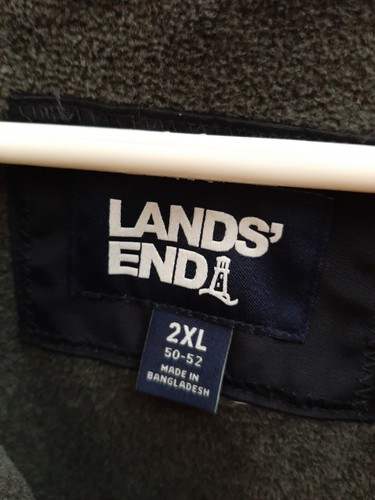 LANDS'
END
2XL
50-52
MADE IN
BANGLADESH